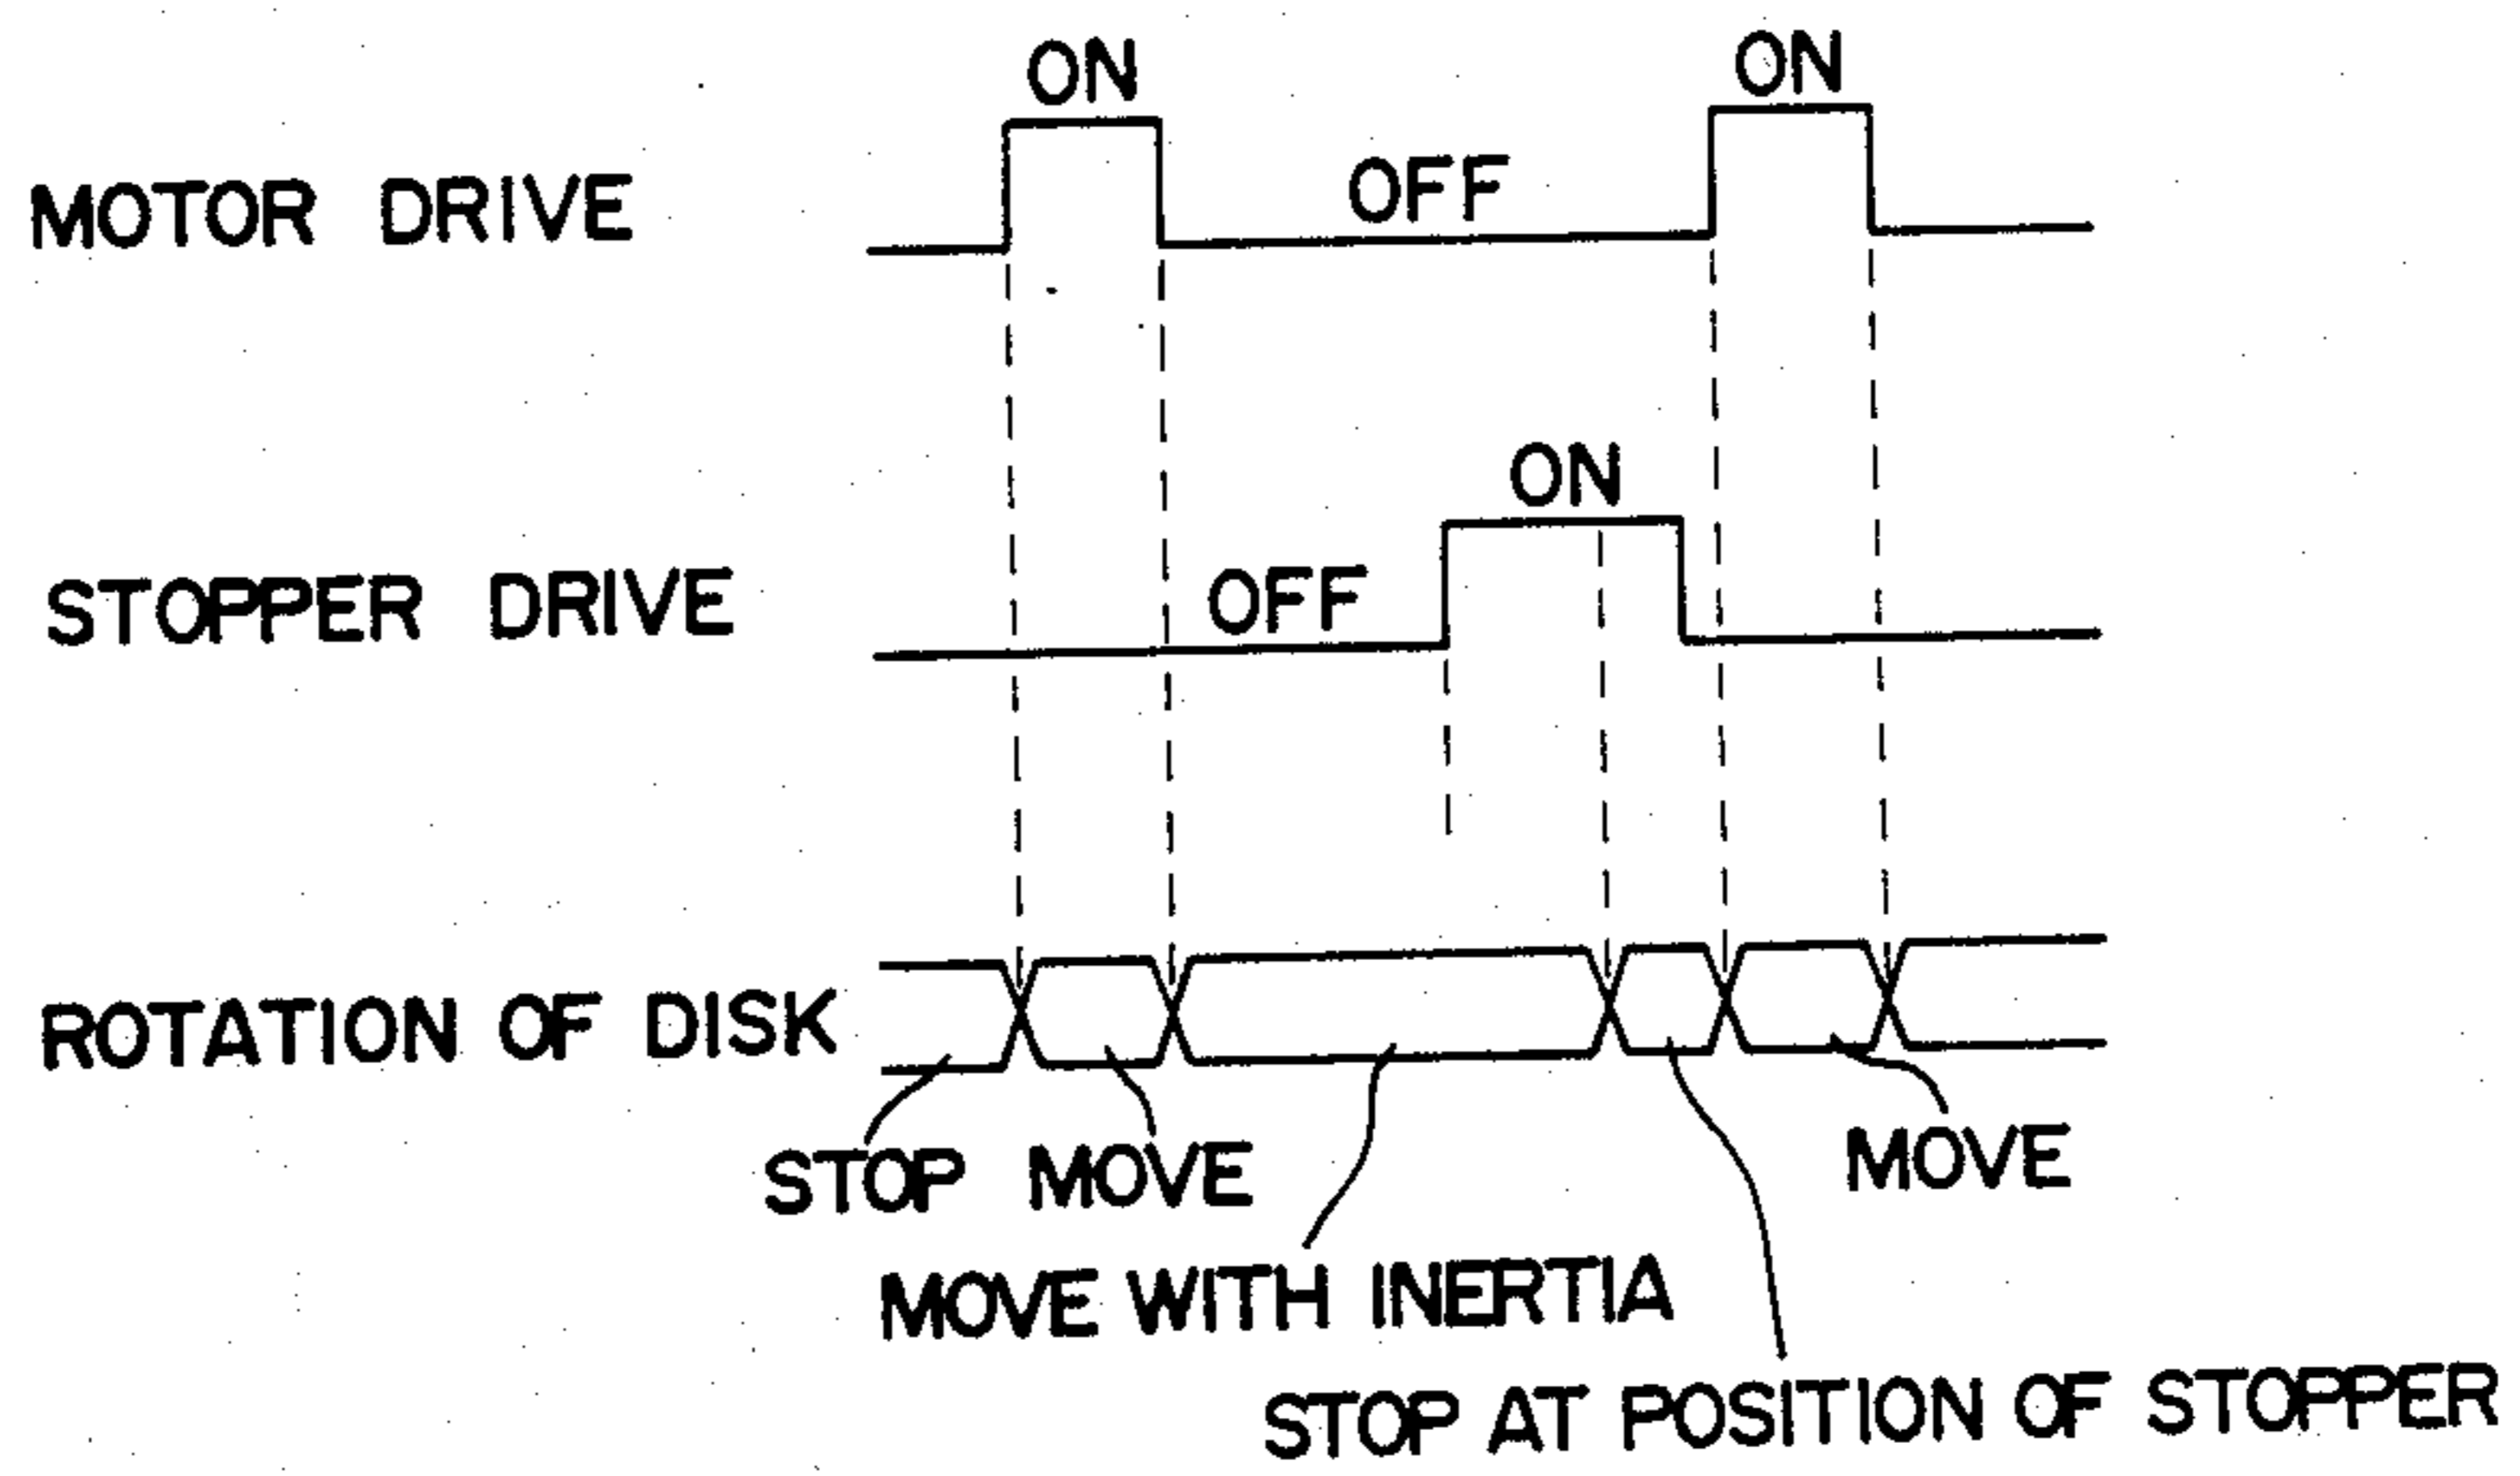 ON
ON
MOTOR DRIVE
OFF
ON
STOPPER DRIVE
OFF
ROTATION OF DISK
STOP
MOVE
MOVE
MOVE WITH INERTIA
STOP AT POSITION OF STOPPER